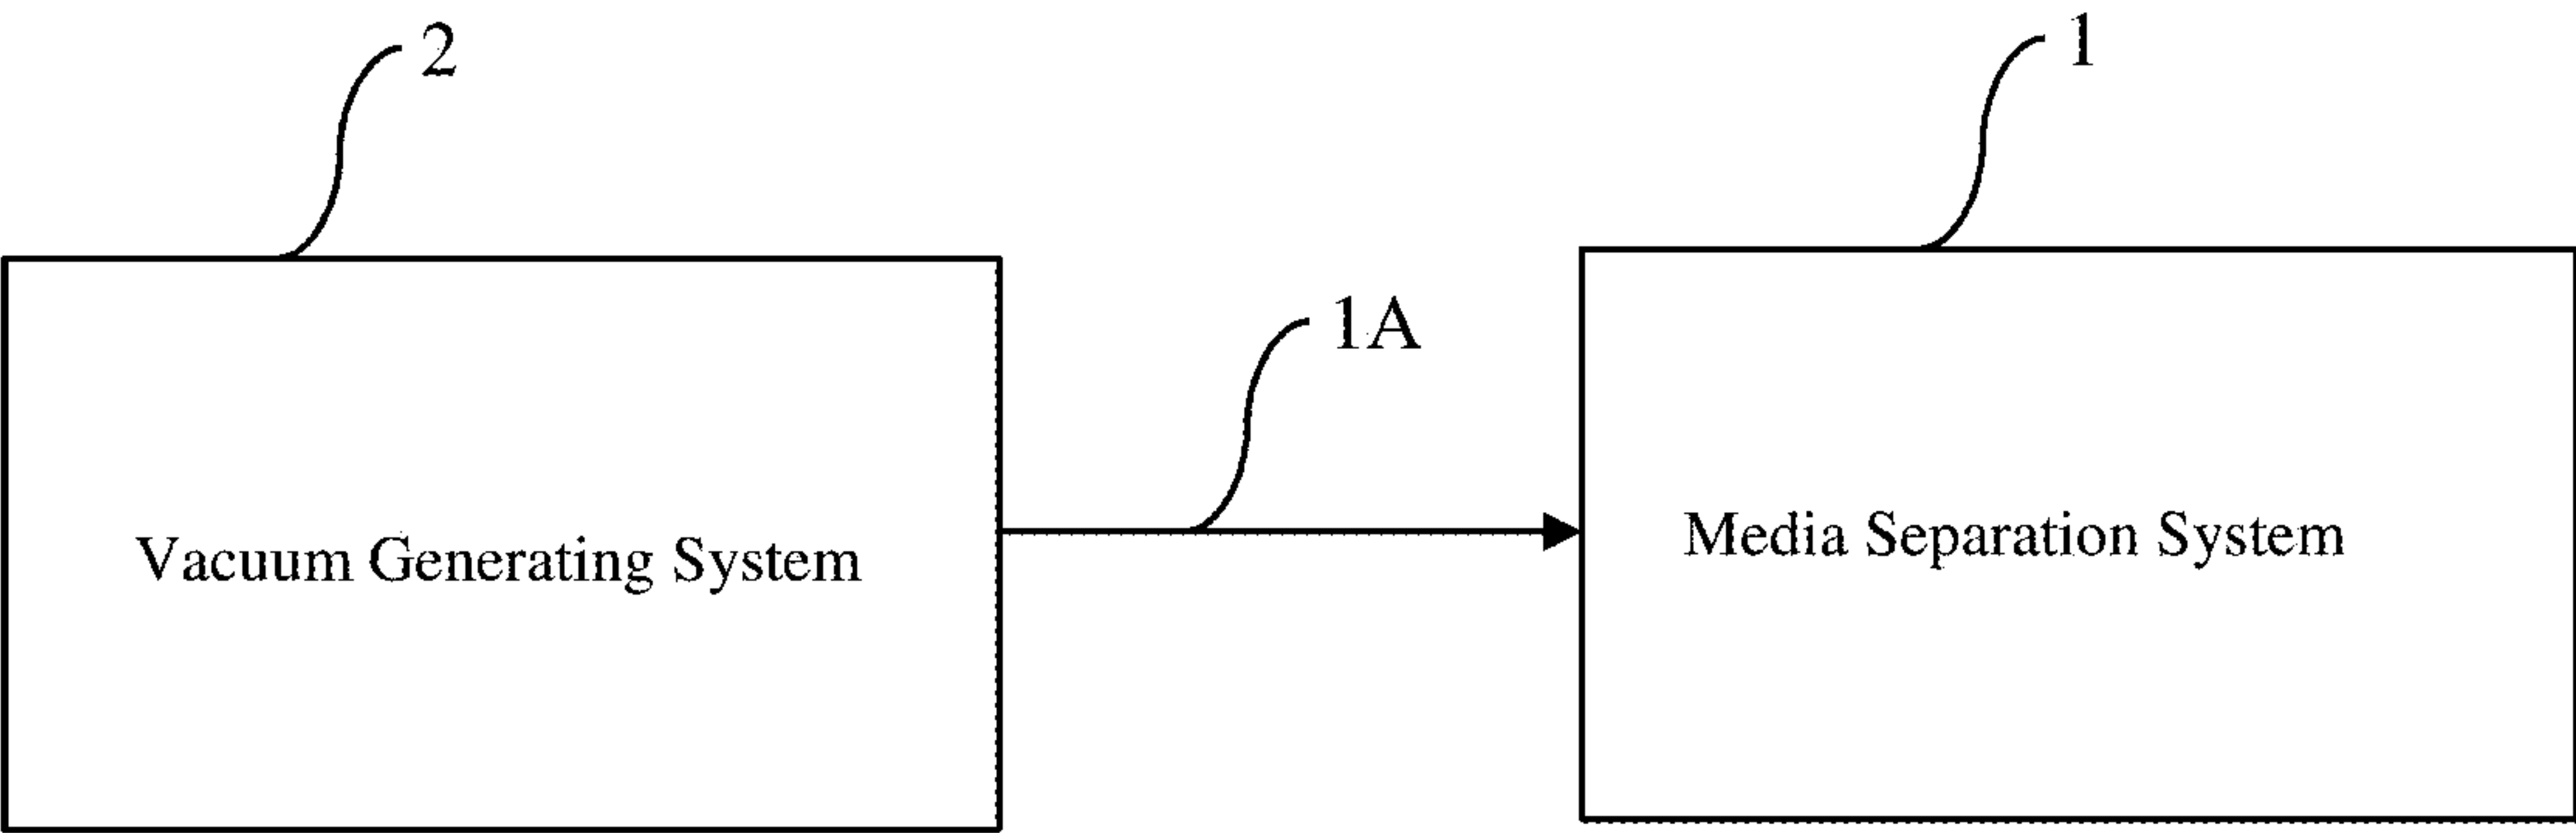 2
1
1A
Vacuum Generating System
Media Separation System